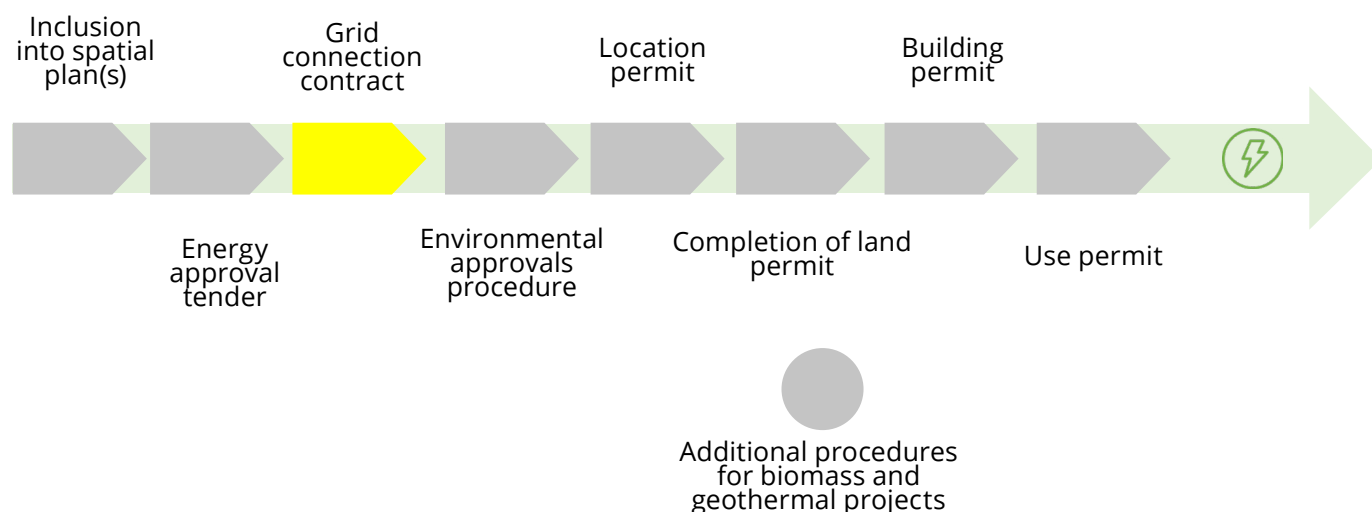 Inclusion
into spatial
plan(s)
Grid
connection
contract
Location
permit
Building
permit
Energy
approval
tender
Environmental
approvals
procedure
Completion of land
permit
Use permit
Additional procedures
for biomass and
geothermal projects